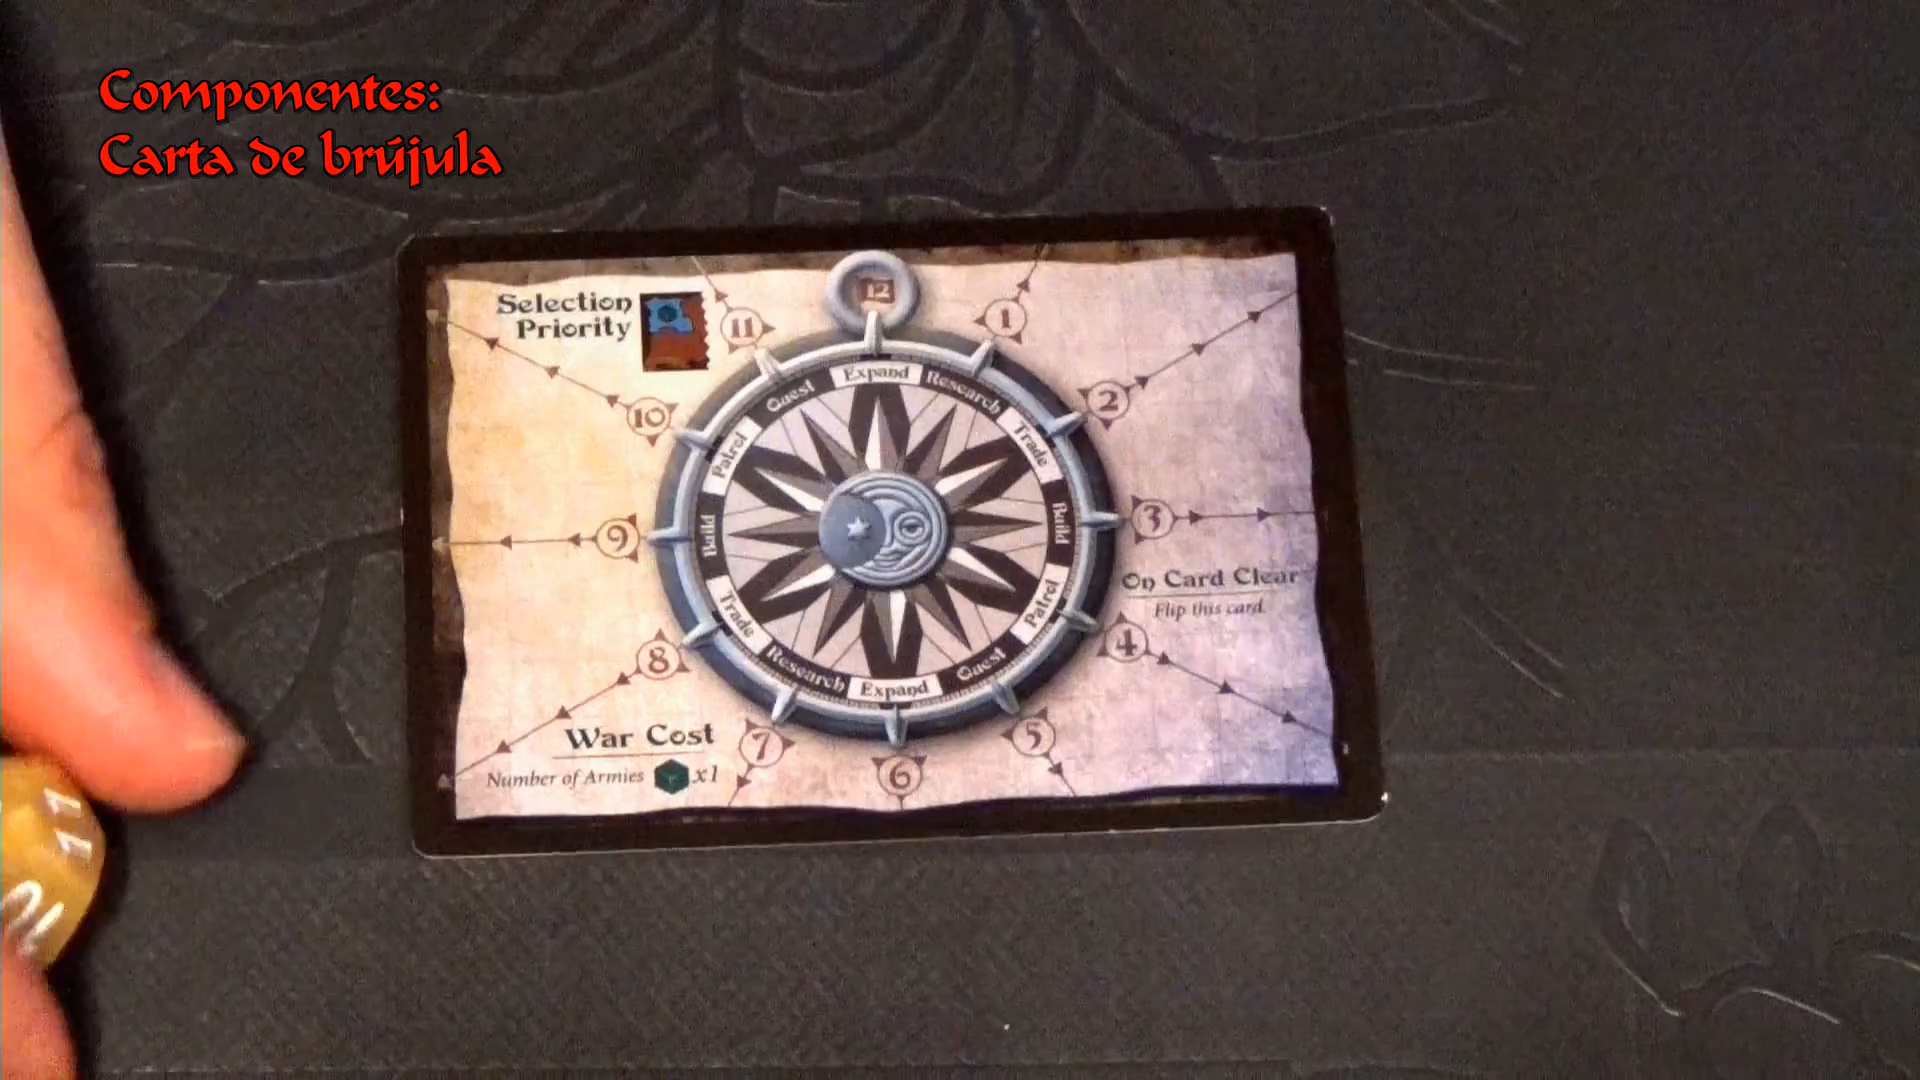 Componentes:
Carta de brújula
Selection
Priority
12
11
1
10
2
9
3
8
4
7
5
6
Expand
Research
Trade
Build
Patrol
Quest
Expand
Research
Trade
Build
Patrol
Quest
On Card Clear
Flip this card.
War Cost
Number of Armies x1
11